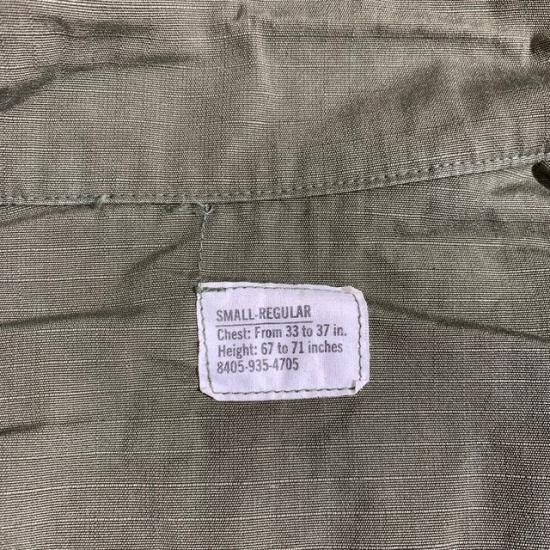 SMALL-REGULAR
Chest: From 33 to 37 in.
Height: 67 to 71 inches
8405-935-4705